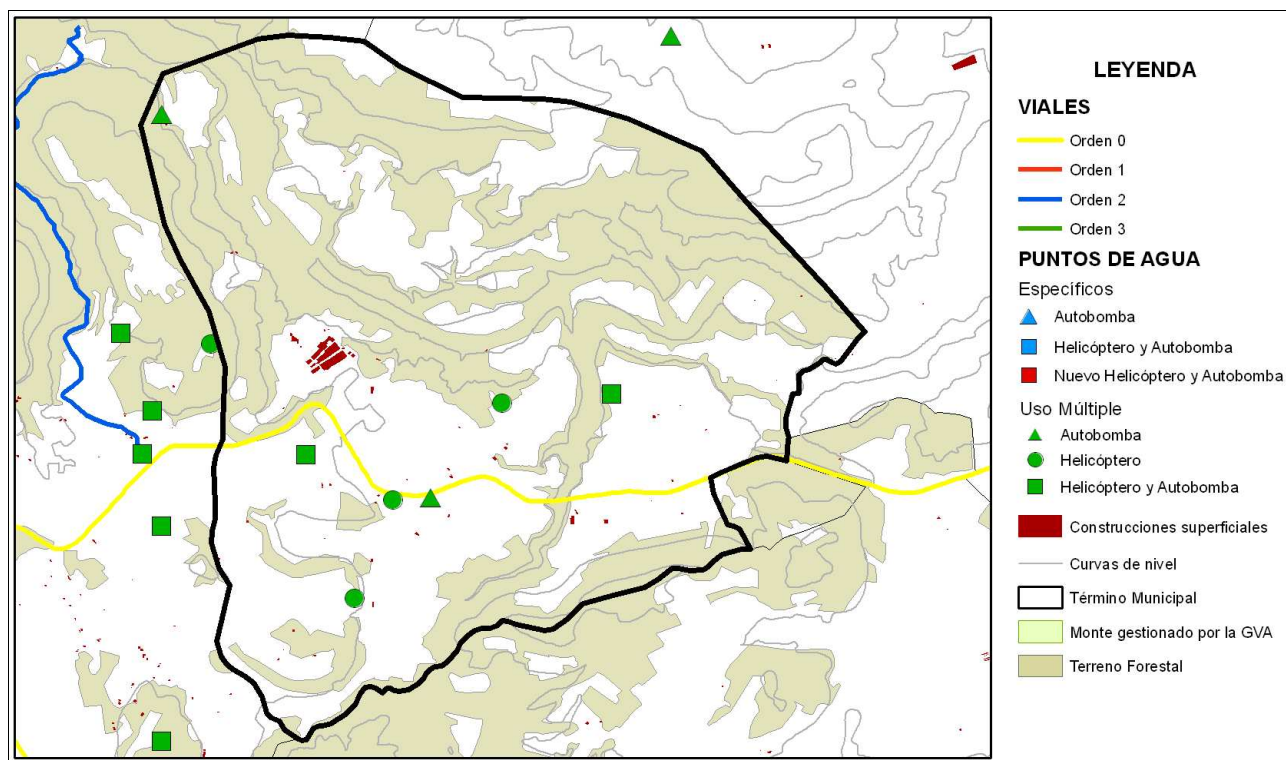 LEYENDA
VIALES
Orden 0
Orden 1
Orden 2
Orden 3
PUNTOS DE AGUA
Específicos
Autobomba
Helicóptero y Autobomba
Nuevo Helicóptero y Autobomba
Uso Múltiple
Autobomba
Helicóptero
Helicóptero y Autobomba
Construcciones superficiales
Curvas de nivel
Término Municipal
Monte gestionado por la GVA
Terreno Forestal